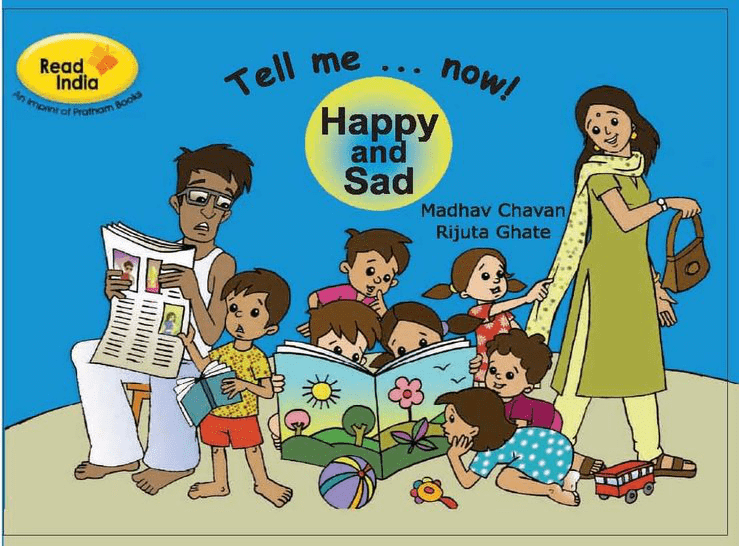 Read
India
An Imprint of Pratham Books
Tell me ... now!
Happy
and
Sad
Madhav Chavan
Rijuta Ghate